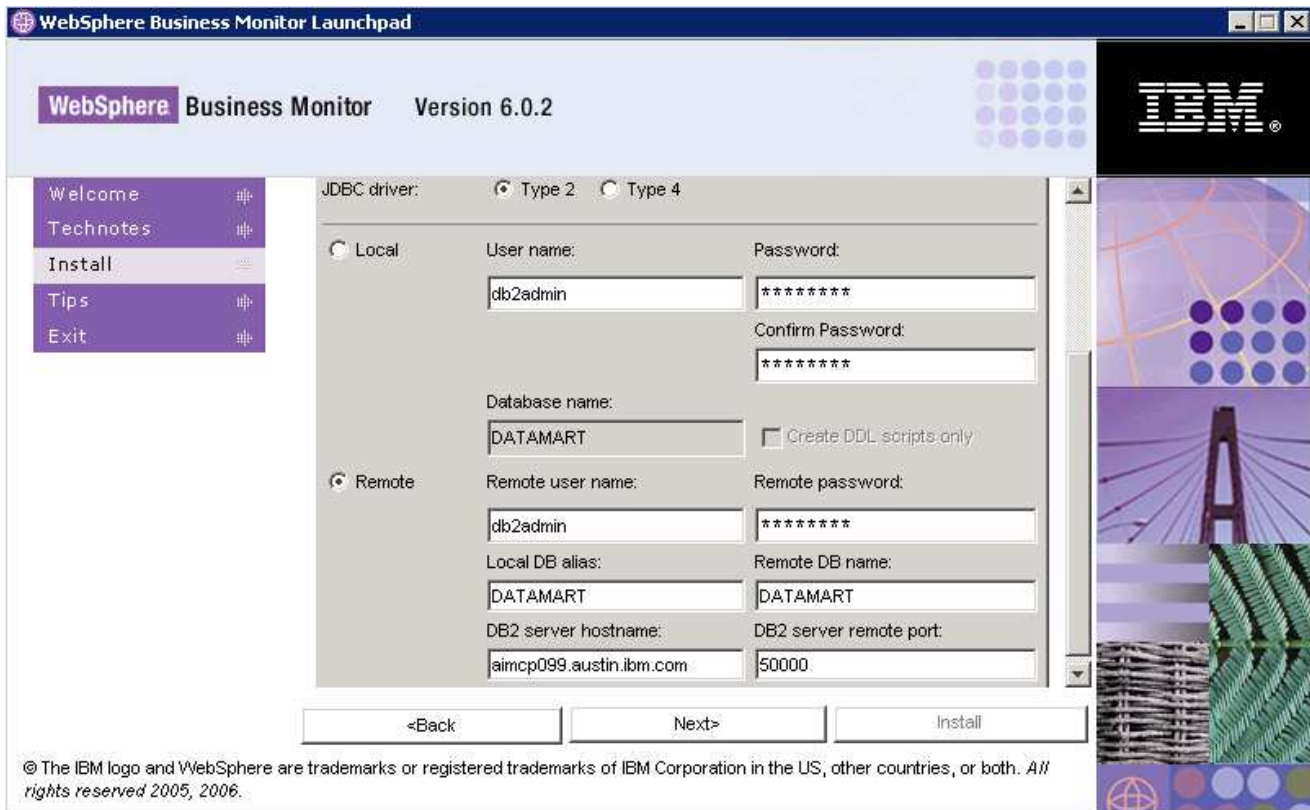 WebSphere Business Monitor Launchpad
WebSphere Business Monitor Version 6.0.2
IBM®
Welcome
Technotes
Install
Tips
Exit
JDBC driver: Type 2 Type 4
Local User name: Password:
db2admin ********
Confirm Password:
********
Database name:
DATAMART Create DDL scripts only
Remote Remote user name: Remote password:
db2admin ********
Local DB alias: Remote DB name:
DATAMART DATAMART
DB2 server hostname: DB2 server remote port:
aimcp099.austin.ibm.com 50000
<Back Next> Install
© The IBM logo and WebSphere are trademarks or registered trademarks of IBM Corporation in the US, other countries, or both. All
rights reserved 2005, 2006.